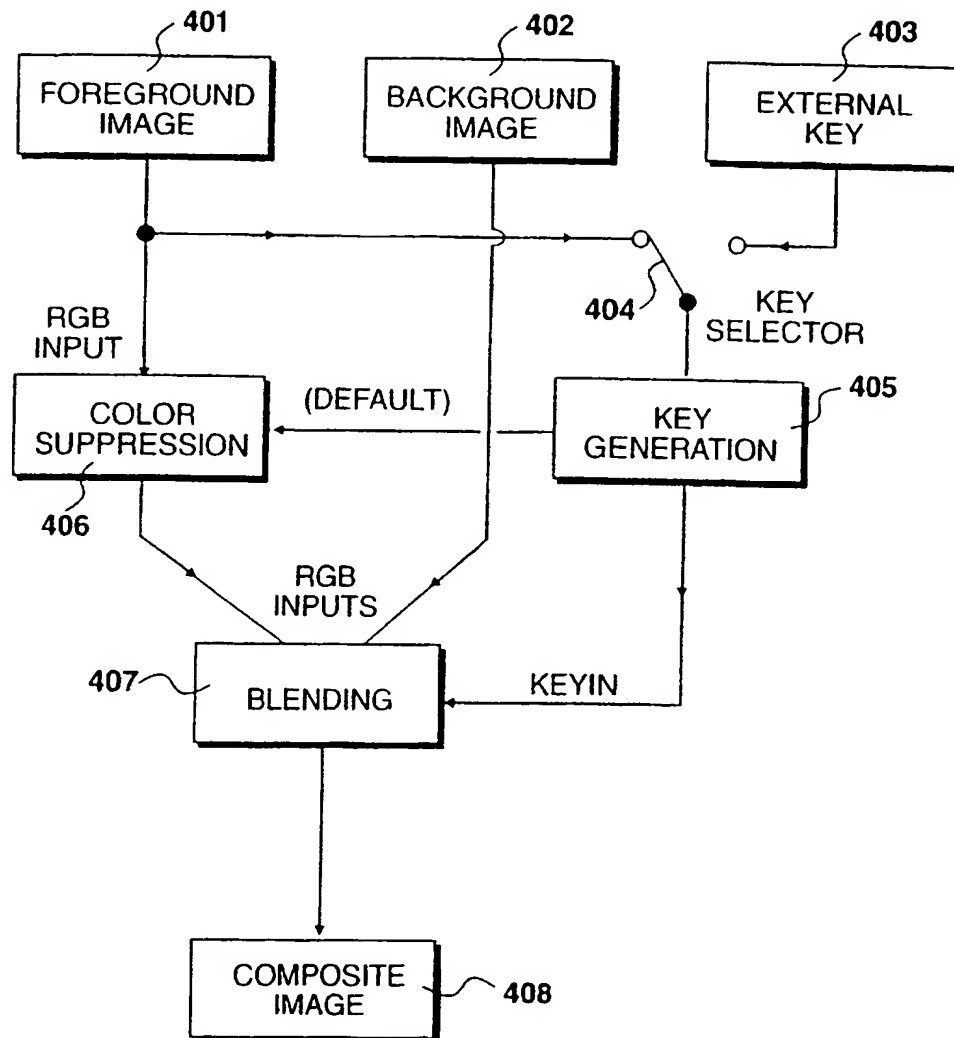 401
402
403
FOREGROUND
IMAGE
BACKGROUND
IMAGE
EXTERNAL
KEY
404
KEY
SELECTOR
RGB
INPUT
(DEFAULT)
405
COLOR
SUPPRESSION
KEY
GENERATION
406
RGB
INPUTS
407
BLENDING
KEYIN
COMPOSITE
IMAGE
408